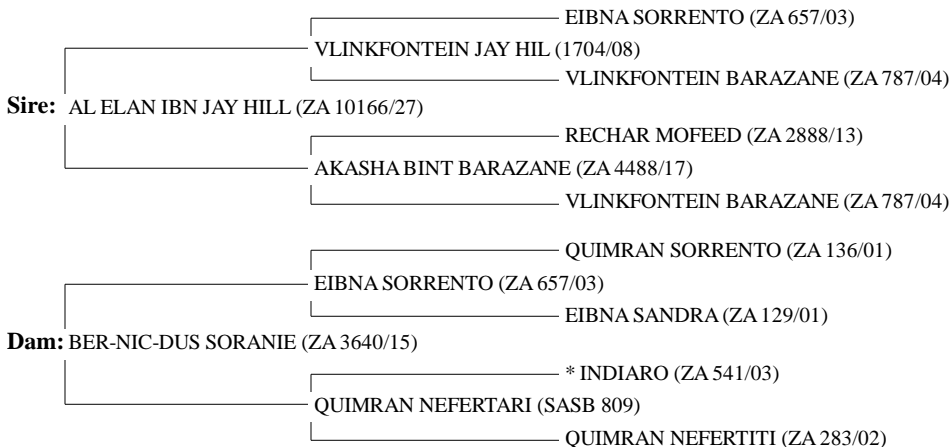 EIBNA SORRENTO (ZA 657/03)
VLINKFONTEIN JAY HIL (1704/08)
VLINKFONTEIN BARAZANE (ZA 787/04)
Sire: AL ELAN IBN JAY HILL (ZA 10166/27)
RECHAR MOFEED (ZA 2888/13)
AKASHA BINT BARAZANE (ZA 4488/17)
VLINKFONTEIN BARAZANE (ZA 787/04)
QUIMRAN SORRENTO (ZA 136/01)
EIBNA SORRENTO (ZA 657/03)
EIBNA SANDRA (ZA 129/01)
Dam: BER-NIC-DUS SORANIE (ZA 3640/15)
* INDIARO (ZA 541/03)
QUIMRAN NEFERTARI (SASB 809)
QUIMRAN NEFERTITI (ZA 283/02)